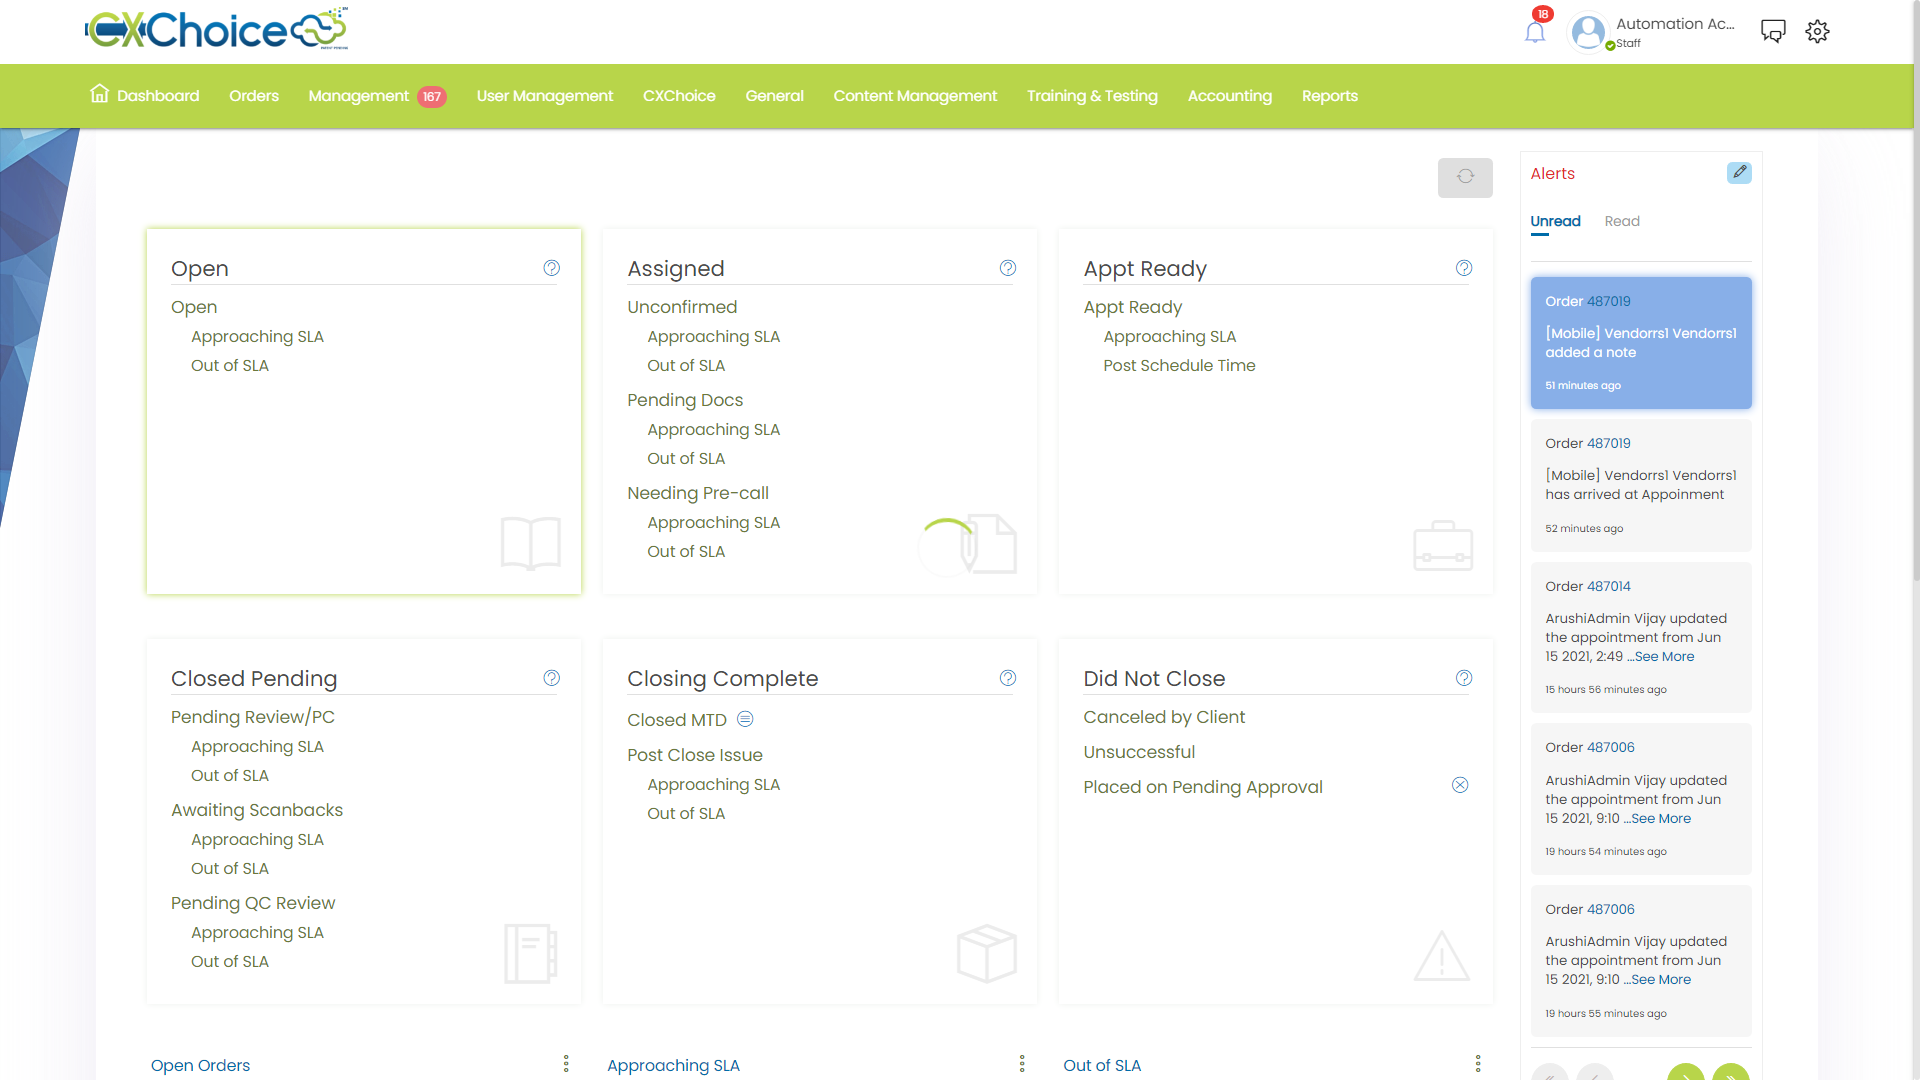 CXChoice
18
Automation Ac...
Staff
Dashboard
Orders
Management 167
User Management
CXChoice
General
Content Management
Training & Testing
Accounting
Reports
Open
Open
Approaching SLA
Out of SLA
Assigned
Unconfirmed
Approaching SLA
Out of SLA
Pending Docs
Approaching SLA
Out of SLA
Needing Pre-call
Approaching SLA
Out of SLA
Appt Ready
Appt Ready
Approaching SLA
Post Schedule Time
Closed Pending
Pending Review/PC
Approaching SLA
Out of SLA
Awaiting Scanbacks
Approaching SLA
Out of SLA
Pending QC Review
Approaching SLA
Out of SLA
Closing Complete
Closed MTD
Post Close Issue
Approaching SLA
Out of SLA
Did Not Close
Canceled by Client
Unsuccessful
Placed on Pending Approval
Open Orders
Approaching SLA
Out of SLA
Alerts
Unread
Read
Order 487019
[Mobile] Vendorrs1 Vendorrs1
added a note
51 minutes ago
Order 487019
[Mobile] Vendorrs1 Vendorrs1
has arrived at Appoinment
52 minutes ago
Order 487014
ArushiAdmin Vijay updated
the appointment from Jun
15 2021, 2:49 ...See More
15 hours 56 minutes ago
Order 487006
ArushiAdmin Vijay updated
the appointment from Jun
15 2021, 9:10 ...See More
19 hours 54 minutes ago
Order 487006
ArushiAdmin Vijay updated
the appointment from Jun
15 2021, 9:10 ...See More
19 hours 55 minutes ago